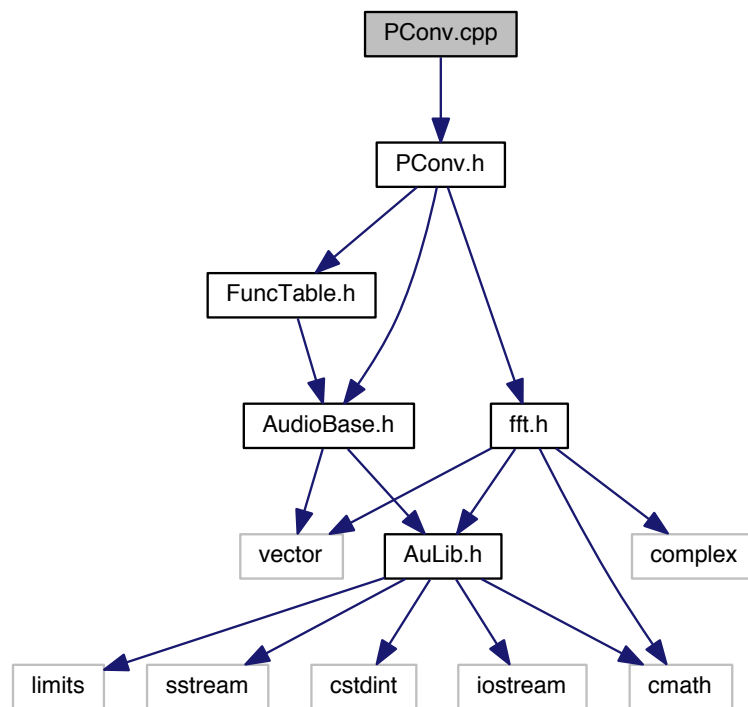 PConv.cpp
PConv.h
FuncTable.h
AudioBase.h
fft.h
vector
AuLib.h
complex
limits
sstream
cstdint
iostream
cmath